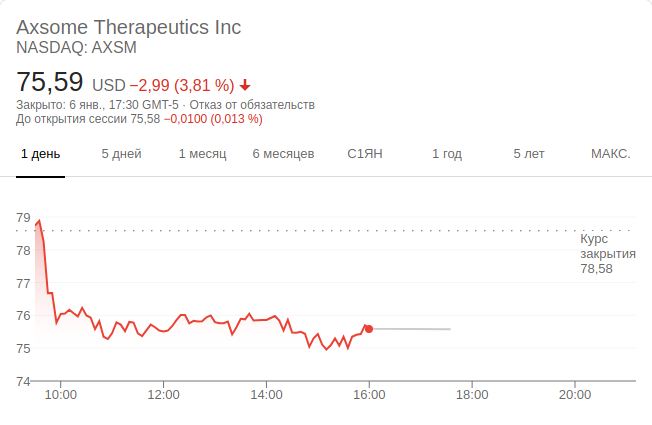 Axsome Therapeutics Inc
NASDAQ: AXSM
75,59 USD −2,99 (3,81 %)
Закрыто: 6 янв., 17:30 GMT-5 · Отказ от обязательств
До открытия сессии 75,58 −0,0100 (0,013 %)
1 день 5 дней 1 месяц 6 месяцев С1ЯН 1 год 5 лет МАКС.
79
Курс
закрытия
78,58
78
77
76
75
74
10:00 12:00 14:00 16:00 18:00 20:00